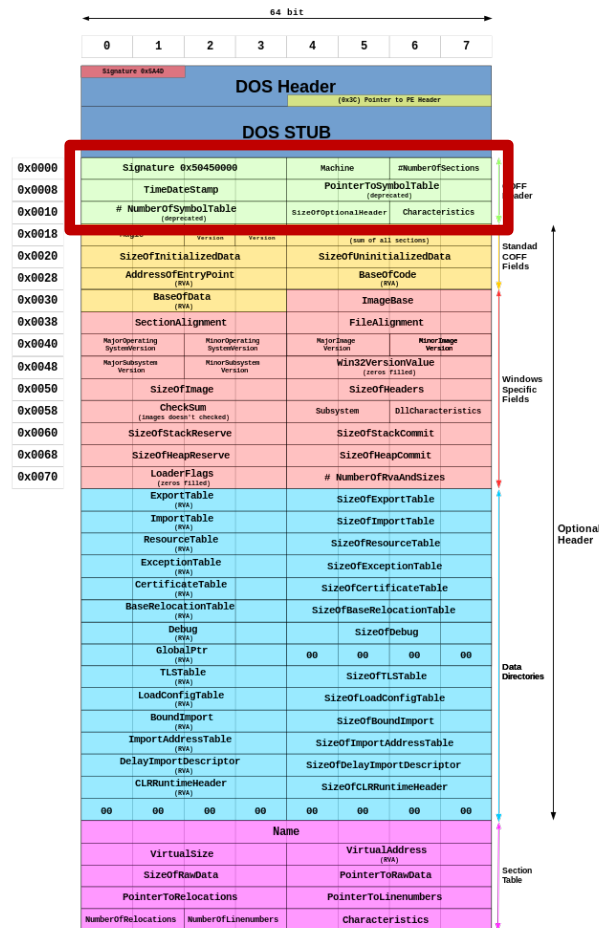 64 bit
0 1 2 3 4 5 6 7
Signature 0x5A4D
DOS Header
(0x3C) Pointer to PE Header
DOS STUB
0x0000 Signature 0x50450000 Machine #NumberOfSections
0x0008 TimeDateStamp PointerToSymbolTable
(deprecated)
COFF
Header
0x0010 # NumberOfSymbolTable SizeOfOptionalHeader Characteristics
(deprecated)
0x0018 Magic Version Version (sum of all sections)
Standad
COFF
Fields
0x0020 SizeOfInitializedData SizeOfUninitializedData
0x0028 AddressOfEntryPoint BaseOfCode
(RVA) (RVA)
0x0030 BaseOfData ImageBase
(RVA)
0x0038 SectionAlignment FileAlignment
0x0040 MajorOperating MinorOperating MajorImage MinorImage
SystemVersion SystemVersion Version Version
0x0048 MajorSubsystem MinorSubsystem Win32VersionValue
Version Version (zeros filled)
Windows
Specific
Fields
0x0050 SizeOfImage SizeOfHeaders
0x0058 CheckSum Subsystem DllCharacteristics
(images doesn't checked)
0x0060 SizeOfStackReserve SizeOfStackCommit
0x0068 SizeOfHeapReserve SizeOfHeapCommit
0x0070 LoaderFlags # NumberOfRvaAndSizes
(zeros filled)
ExportTable SizeOfExportTable
(RVA)
ImportTable SizeOfImportTable
(RVA)
Optional
Header
ResourceTable SizeOfResourceTable
(RVA)
ExceptionTable SizeOfExceptionTable
(RVA)
CertificateTable SizeOfCertificateTable
(RVA)
BaseRelocationTable SizeOfBaseRelocationTable
(RVA)
Debug SizeOfDebug
(RVA)
GlobalPtr 00 00 00 00
(RVA)
Data
Directories
TLSTable SizeOfTLSTable
(RVA)
LoadConfigTable SizeOfLoadConfigTable
(RVA)
BoundImport SizeOfBoundImport
(RVA)
ImportAddressTable SizeOfImportAddressTable
(RVA)
DelayImportDescriptor SizeOfDelayImportDescriptor
(RVA)
CLRRuntimeHeader SizeOfCLRRuntimeHeader
(RVA)
00 00 00 00 00 00 00 00
Name
VirtualSize VirtualAddress
(RVA)
SizeOfRawData PointerToRawData
Section
Table
PointerToRelocations PointerToLinenumbers
NumberOfRelocations NumberOfLinenumbers Characteristics